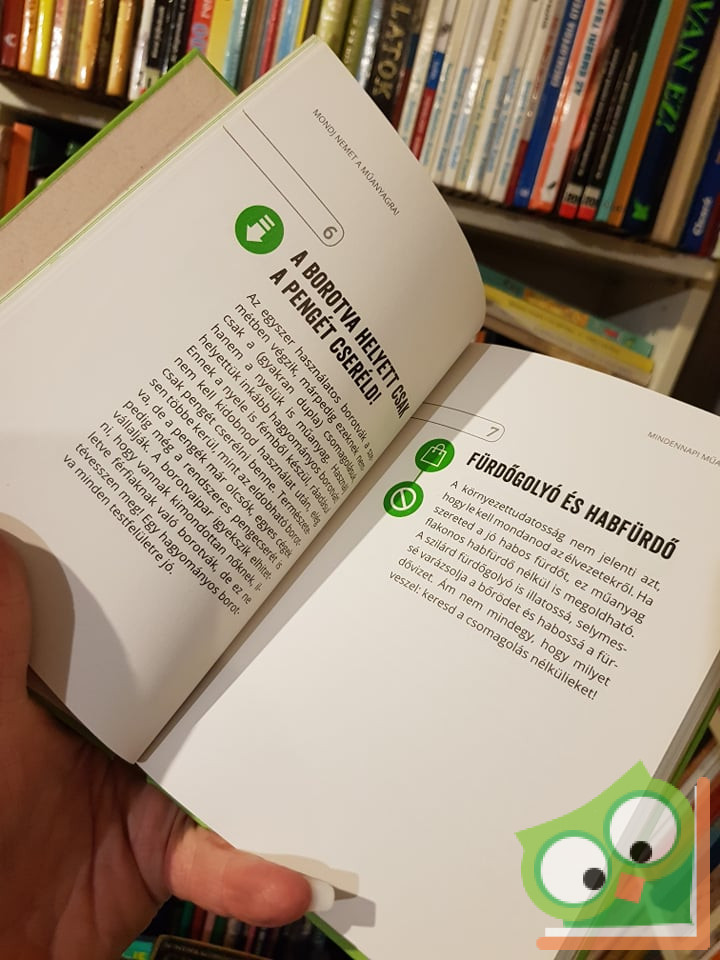 MONDJ NEMET A MŰANYAGRA!
6
A BOROTVA HELYETT CSAK
A PENGÉT CSERÉLD!
Az egyszer használatos borotvák a sze-
métben végzik, márpedig ezeknek nem
csak a (gyakran dupla) csomagolásuk,
hanem a nyelük is műanyag. Használj
helyettük inkább hagyományos borotvát!
Ennek a nyele is fémből készül, ráadásul
nem kell kidobnod használat után, elég
csak pengét cserélni benne. Természete-
sen többe kerül, mint az eldobható borot-
va, de a pengék már olcsók, egyes cégek
pedig még a rendszeres pengecserét is
vállalják. A borotvaipar igyekszik elhitet-
ni, hogy vannak kimondottan nőknek, il-
letve férfiaknak való borotvák, de ez ne
tévesszen meg! Egy hagyományos borot-
va minden testfelületre jó.
MINDENNAPI
7
FÜRDŐGOLYÓ ÉS HABFÜRDŐ
A környezettudatosság nem jelenti azt,
hogy le kell mondanod az élvezetekről. Ha
szereted a jó habos fürdőt, ez műanyag
flakonos habfürdő nélkül is megoldható.
A szilárd fürdőgolyó is illatossá, selymes-
sé varázsolja a bőrödet és habossá a für-
dővizet. Ám nem mindegy, hogy milyet
veszel: keresd a csomagolás nélkülieket!
VAN EZ?